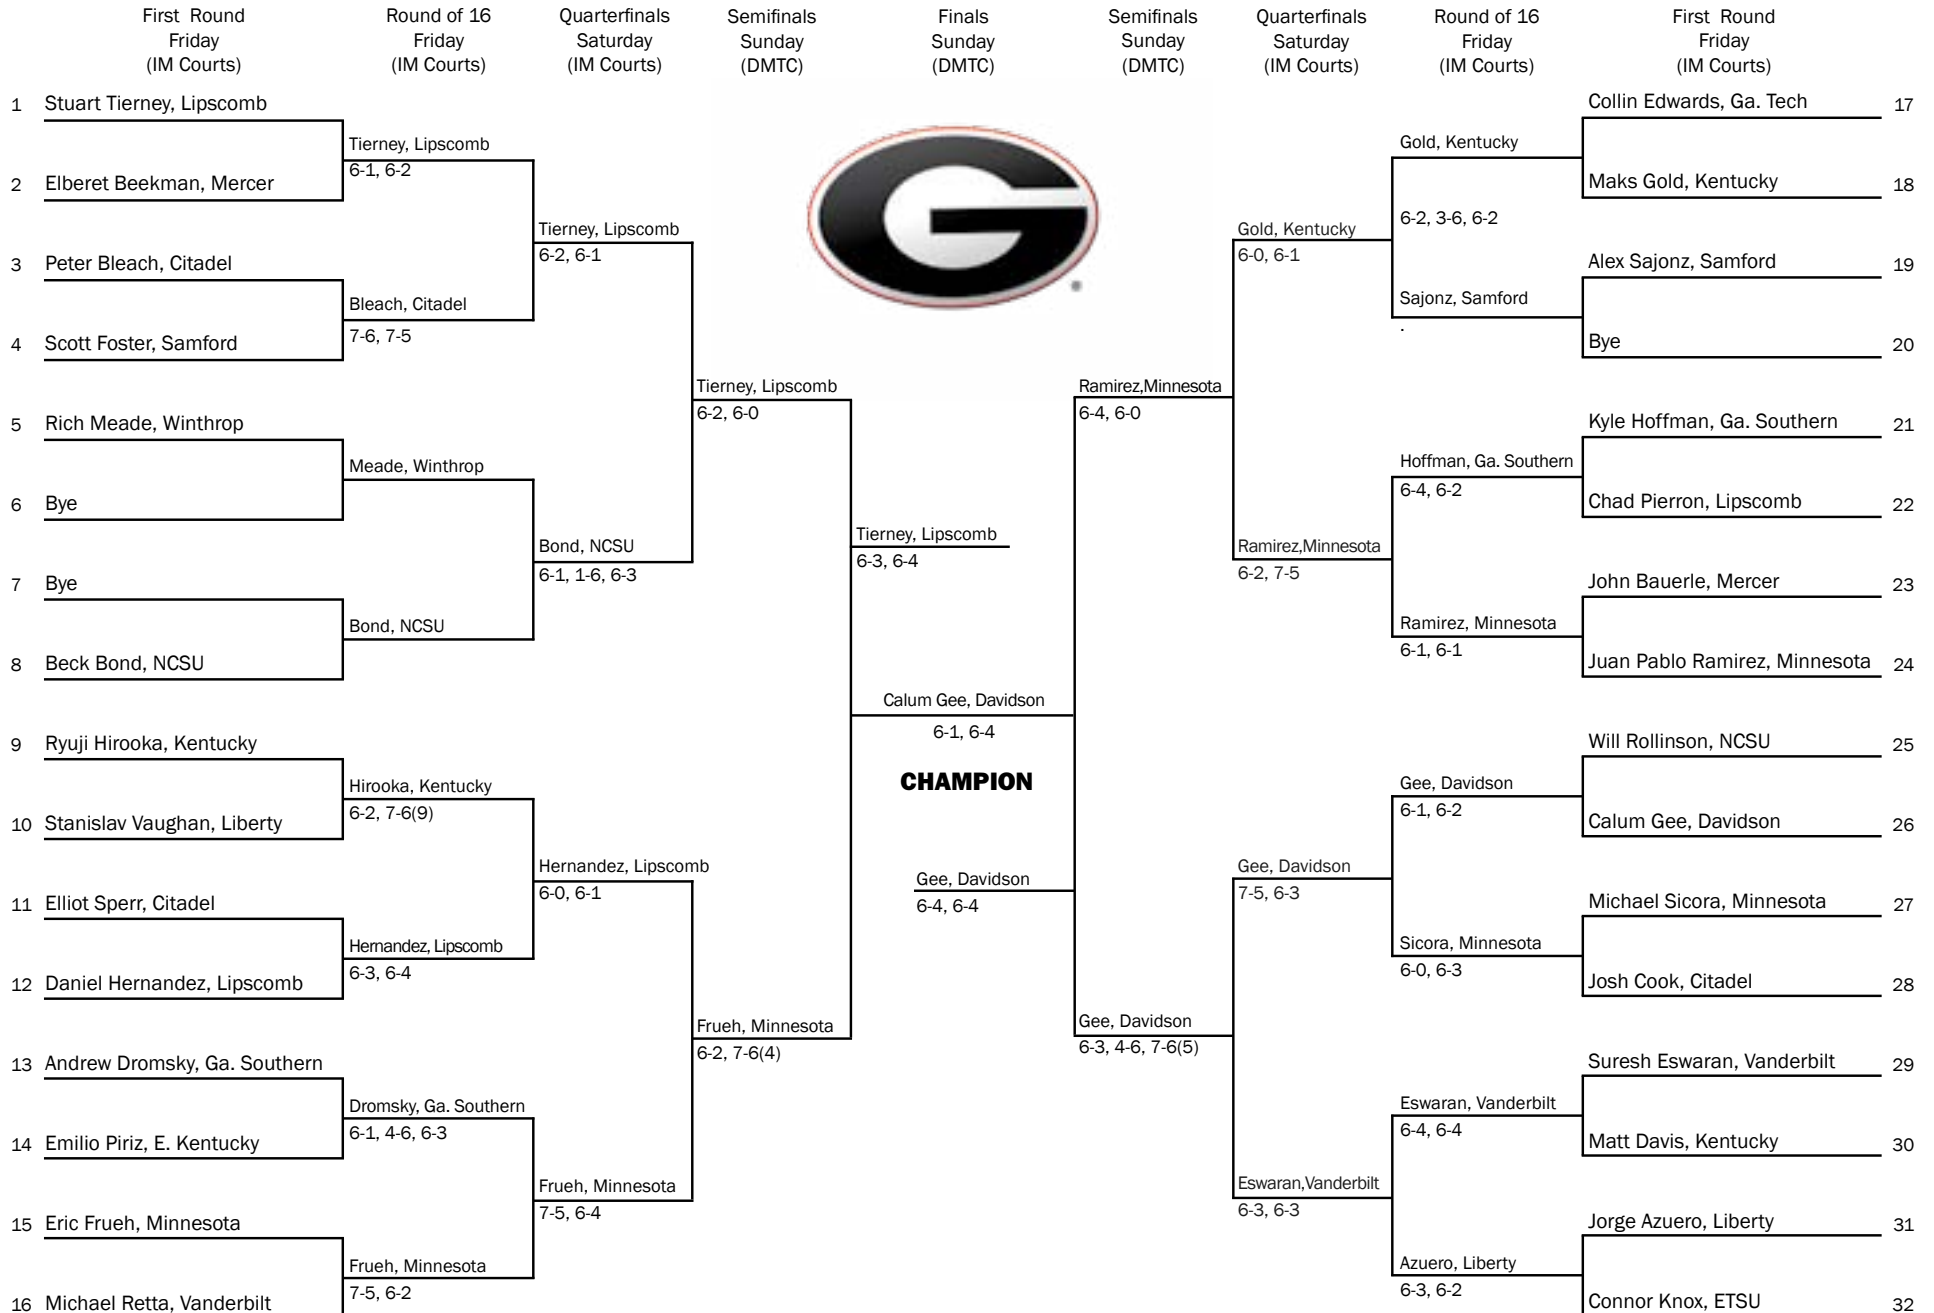 First Round
Friday
(IM Courts)
Round of 16
Friday
(IM Courts)
Quarterfinals
Saturday
(IM Courts)
Semifinals
Sunday
(DMTC)
Finals
Sunday
(DMTC)
Semifinals
Sunday
(DMTC)
Quarterfinals
Saturday
(IM Courts)
Round of 16
Friday
(IM Courts)
First Round
Friday
(IM Courts)
1 Stuart Tierney, Lipscomb
2 Elberet Beekman, Mercer
3 Peter Bleach, Citadel
4 Scott Foster, Samford
5 Rich Meade, Winthrop
6 Bye
7 Bye
8 Beck Bond, NCSU
9 Ryuji Hirooka, Kentucky
10 Stanislav Vaughan, Liberty
11 Elliot Sperr, Citadel
12 Daniel Hernandez, Lipscomb
13 Andrew Dromsky, Ga. Southern
14 Emilio Piriz, E. Kentucky
15 Eric Frueh, Minnesota
16 Michael Retta, Vanderbilt
Tierney, Lipscomb
6-1, 6-2
Bleach, Citadel
7-6, 7-5
Meade, Winthrop
Bond, NCSU
Hirooka, Kentucky
6-2, 7-6(9)
Hernandez, Lipscomb
6-3, 6-4
Dromsky, Ga. Southern
6-1, 4-6, 6-3
Frueh, Minnesota
7-5, 6-2
Tierney, Lipscomb
6-2, 6-1
Bond, NCSU
6-1, 1-6, 6-3
Hernandez, Lipscomb
6-0, 6-1
Frueh, Minnesota
7-5, 6-4
Tierney, Lipscomb
6-2, 6-0
Frueh, Minnesota
6-2, 7-6(4)
G
Tierney, Lipscomb
6-3, 6-4
Calum Gee, Davidson
6-1, 6-4
CHAMPION
Gee, Davidson
6-4, 6-4
Ramirez,Minnesota
6-4, 6-0
Gee, Davidson
6-3, 4-6, 7-6(5)
Gold, Kentucky
6-0, 6-1
Ramirez,Minnesota
6-2, 7-5
Gee, Davidson
7-5, 6-3
Eswaran,Vanderbilt
6-3, 6-3
Gold, Kentucky
6-2, 3-6, 6-2
Sajonz, Samford
.
Hoffman, Ga. Southern
6-4, 6-2
Ramirez, Minnesota
6-1, 6-1
Gee, Davidson
6-1, 6-2
Sicora, Minnesota
6-0, 6-3
Eswaran, Vanderbilt
6-4, 6-4
Azuero, Liberty
6-3, 6-2
Collin Edwards, Ga. Tech 17
Maks Gold, Kentucky 18
Alex Sajonz, Samford 19
Bye 20
Kyle Hoffman, Ga. Southern 21
Chad Pierron, Lipscomb 22
John Bauerle, Mercer 23
Juan Pablo Ramirez, Minnesota 24
Will Rollinson, NCSU 25
Calum Gee, Davidson 26
Michael Sicora, Minnesota 27
Josh Cook, Citadel 28
Suresh Eswaran, Vanderbilt 29
Matt Davis, Kentucky 30
Jorge Azuero, Liberty 31
Connor Knox, ETSU 32